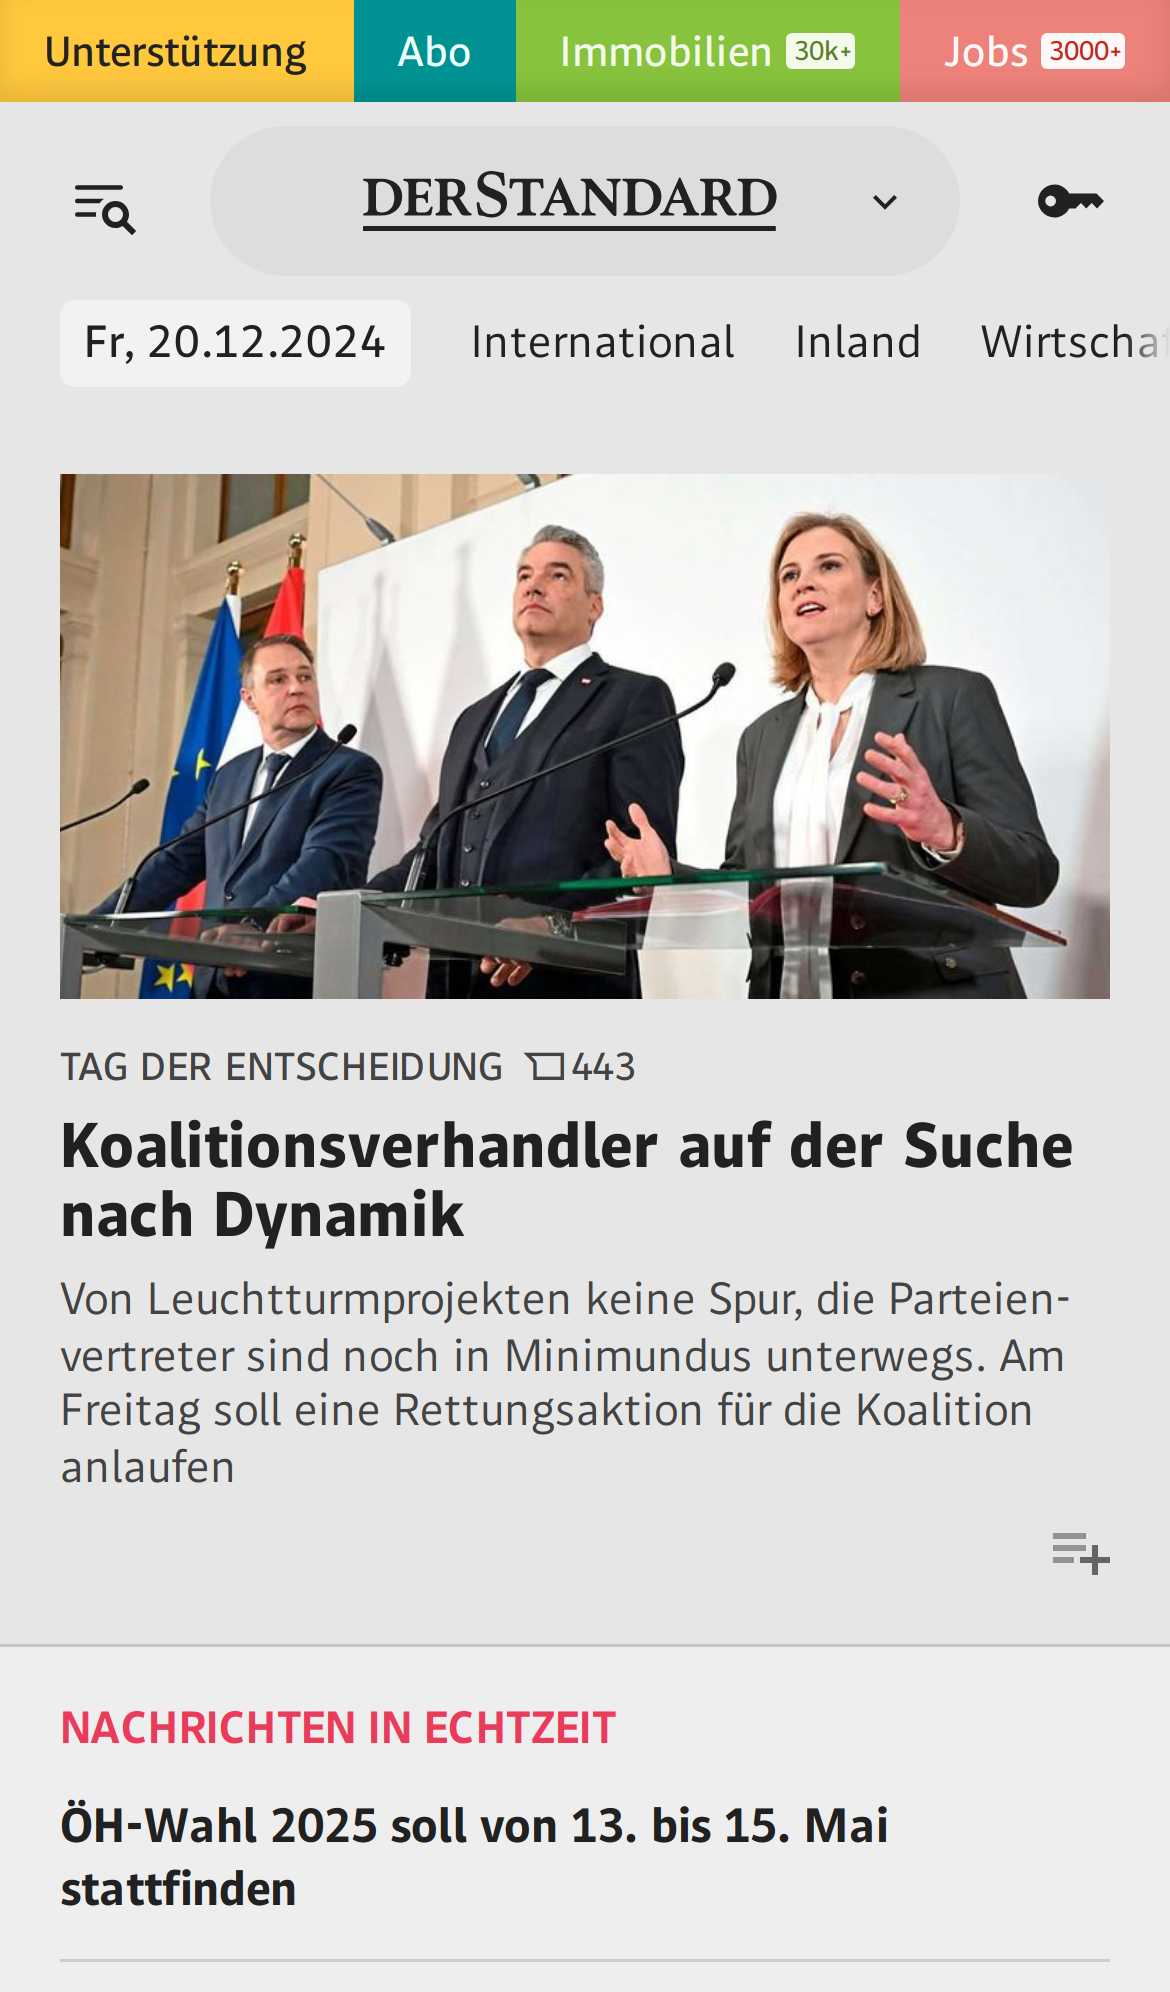 Unterstützung
Abo
Immobilien 30k+
Jobs 3000+
DERSTANDARD
Fr, 20.12.2024
International
Inland
Wirtscha
TAG DER ENTSCHEIDUNG 443
Koalitionsverhandler auf der Suche
nach Dynamik
Von Leuchtturmprojekten keine Spur, die Parteien-
vertreter sind noch in Minimundus unterwegs. Am
Freitag soll eine Rettungsaktion für die Koalition
anlaufen
NACHRICHTEN IN ECHTZEIT
ÖH-Wahl 2025 soll von 13. bis 15. Mai
stattfinden